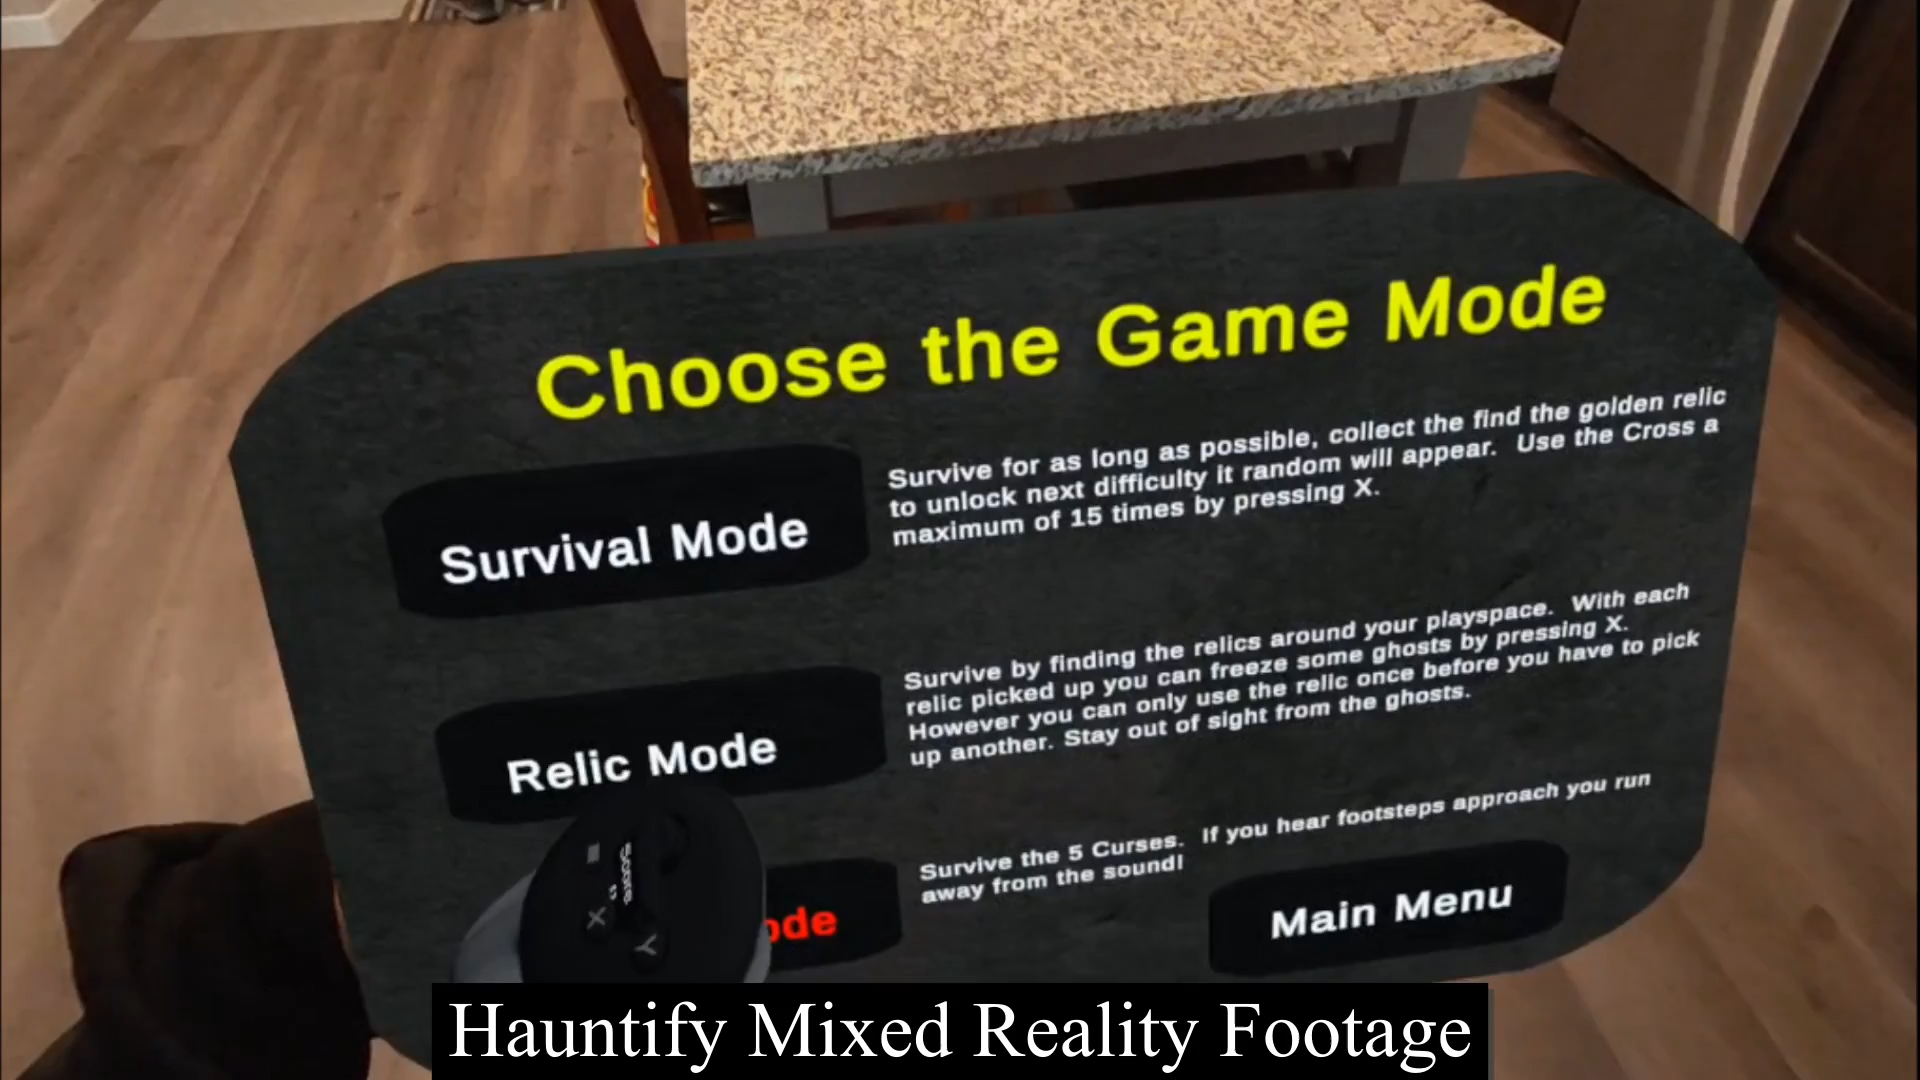 Choose the Game Mode
Survival Mode
Survive for as long as possible, collect the find the golden relic
to unlock next difficulty it random will appear.  Use the Cross a
maximum of 15 times by pressing X.
Relic Mode
Survive by finding the relics around your playspace.  With each
relic picked up you can freeze some ghosts by pressing X.
However you can only use the relic once before you have to pick
up another. Stay out of sight from the ghosts.
Survive the 5 Curses.  If you hear footsteps approach you run
away from the sound!
Main Menu
X
Y
Hauntify Mixed Reality Footage